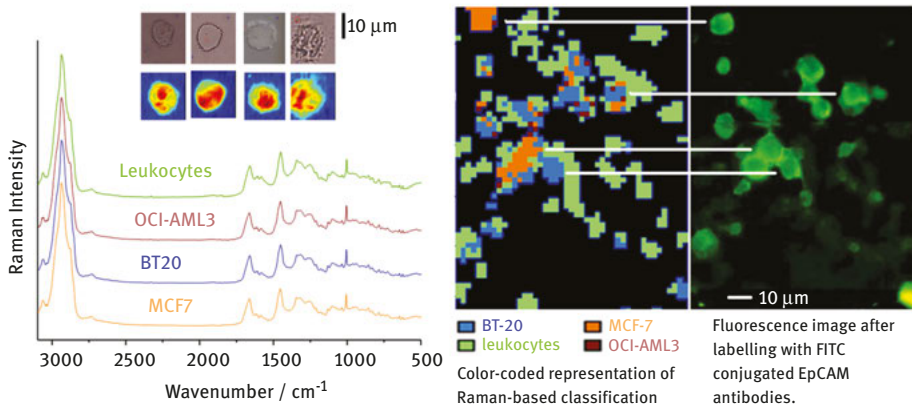 10 µm
Leukocytes
OCI-AML3
BT20
MCF7
Raman Intensity
3000 2500 2000 1500 1000 500
Wavenumber / cm⁻¹
10 µm
BT-20
MCF-7
leukocytes
OCI-AML3
Color-coded representation of
Raman-based classification
Fluorescence image after
labelling with FITC
conjugated EpCAM
antibodies.